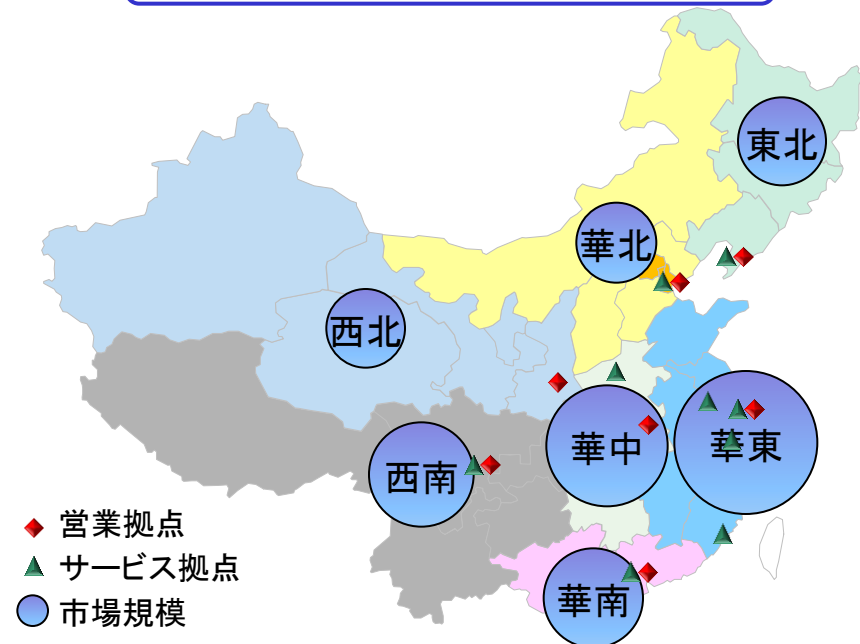 東北
華北
西北
華中
華東
西南
華南
営業拠点
サービス拠点
市場規模